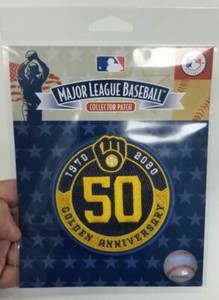 MAJOR LEAGUE BASEBALL
COLLECTOR PATCH
1970 2020
50
GOLDEN ANNIVERSARY